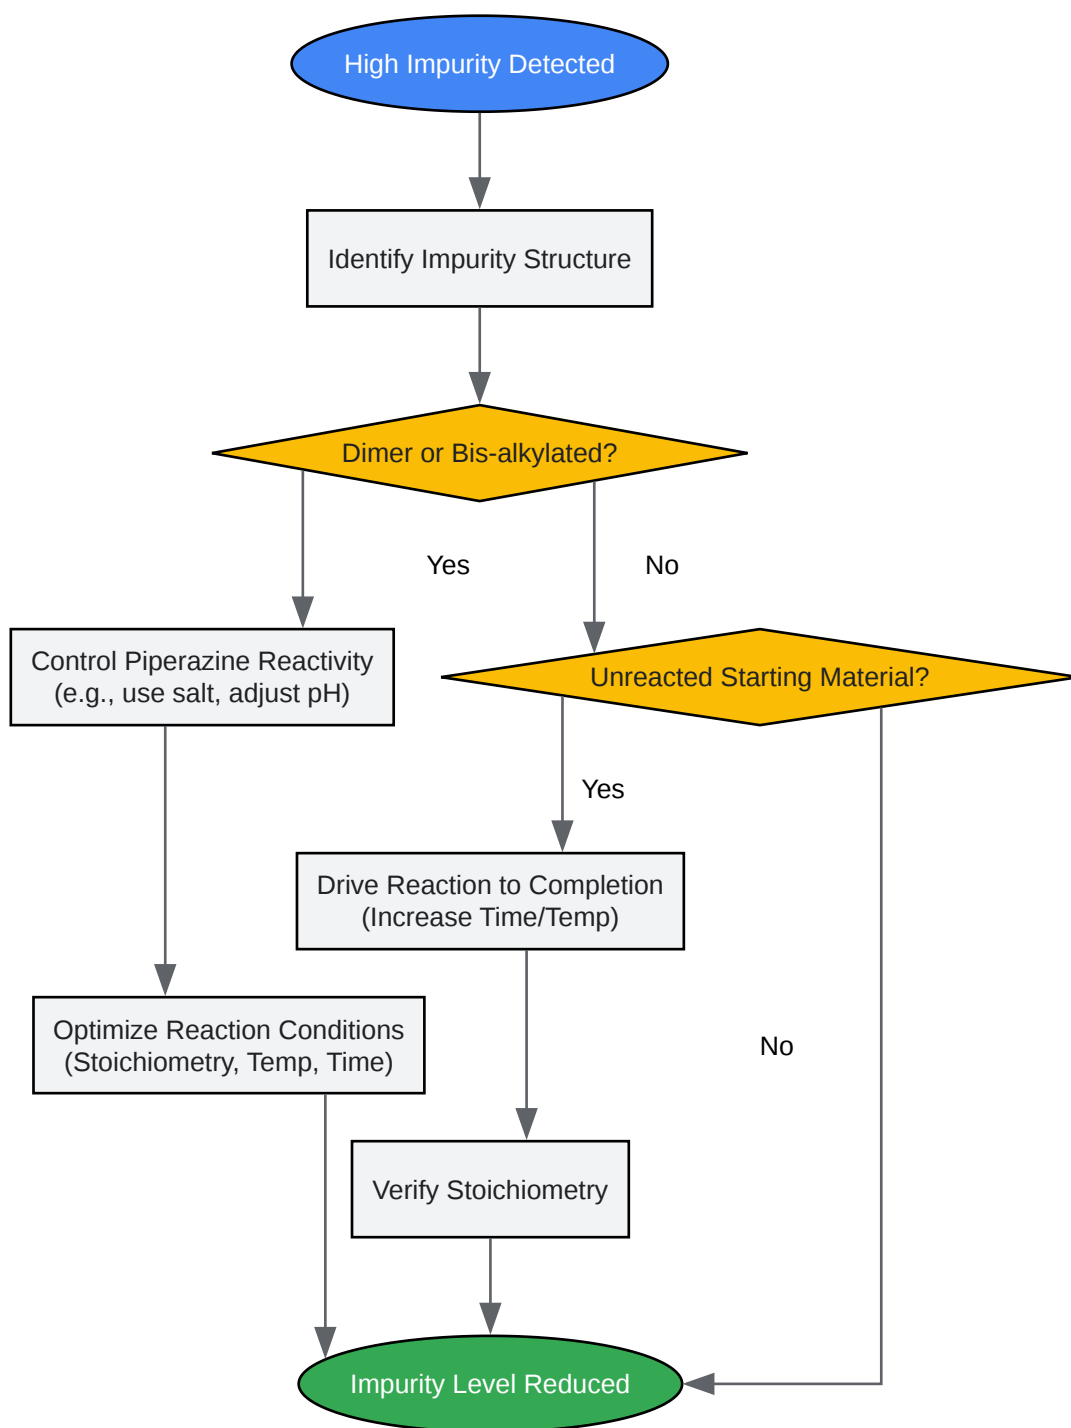 High Impurity Detected
Identify Impurity Structure
Dimer or Bis-alkylated?
Yes
No
Control Piperazine Reactivity
(e.g., use salt, adjust pH)
Unreacted Starting Material?
Yes
Drive Reaction to Completion
(Increase Time/Temp)
Optimize Reaction Conditions
(Stoichiometry, Temp, Time)
No
Verify Stoichiometry
Impurity Level Reduced